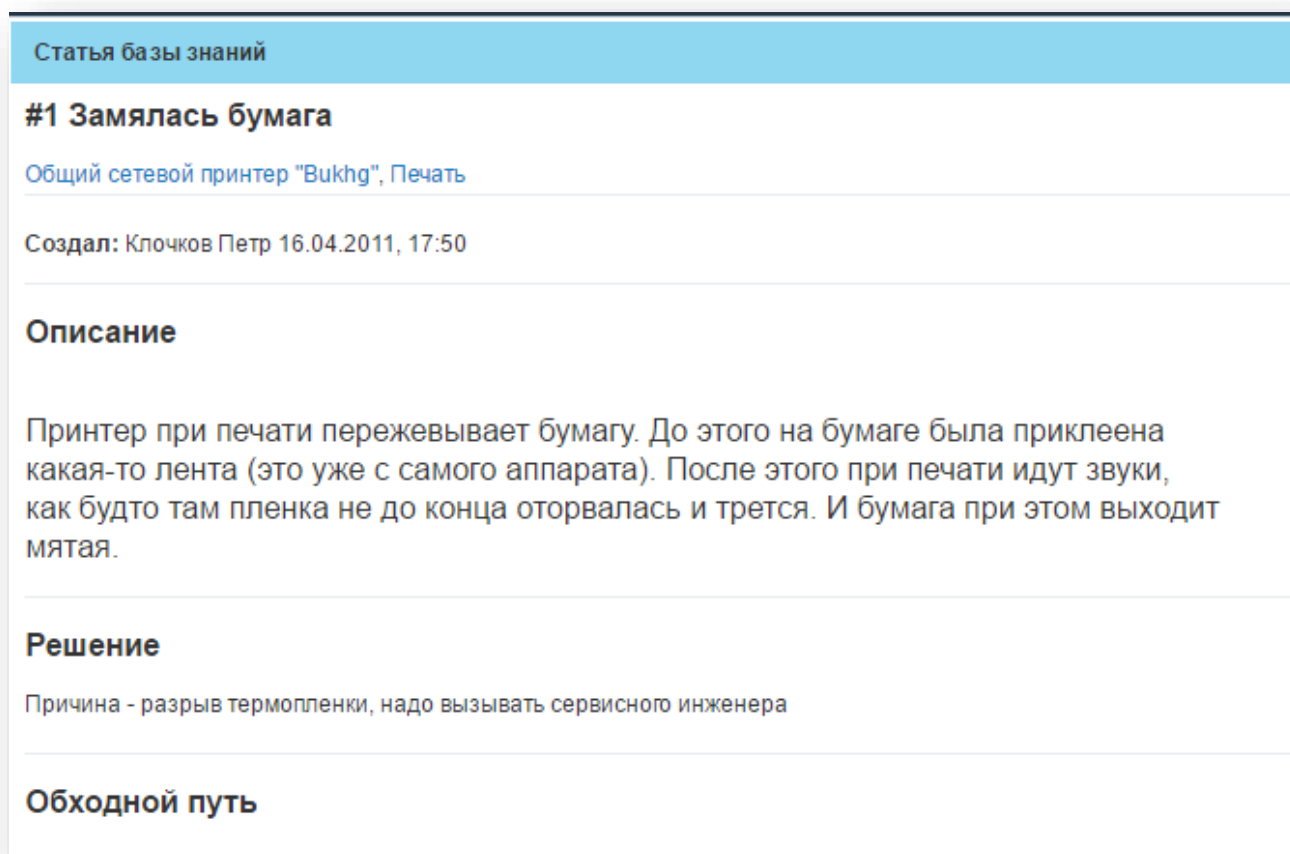 Статья базы знаний
#1 Замялась бумага
Общий сетевой принтер "Bukhg", Печать
Создал: Клочков Петр 16.04.2011, 17:50
Описание
Принтер при печати пережевывает бумагу. До этого на бумаге была приклеена
какая-то лента (это уже с самого аппарата). После этого при печати идут звуки,
как будто там пленка не до конца оторвалась и трется. И бумага при этом выходит
мятая.
Решение
Причина - разрыв термопленки, надо вызывать сервисного инженера
Обходной путь